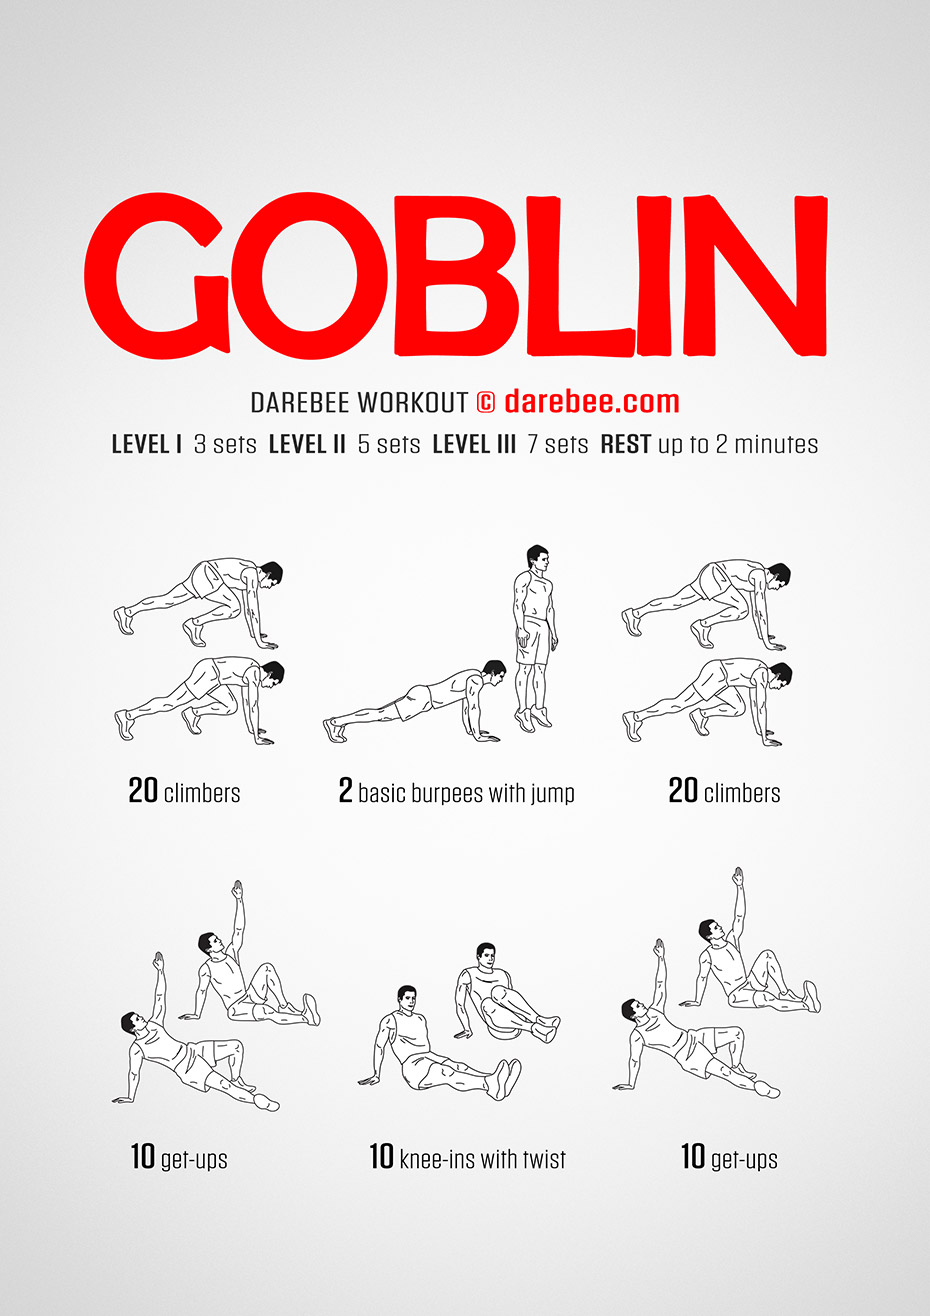 GOBLIN
DAREBEE WORKOUT © darebee.com
LEVEL I 3 sets LEVEL II 5 sets LEVEL III 7 sets REST up to 2 minutes
20 climbers
2 basic burpees with jump
20 climbers
10 get-ups
10 knee-ins with twist
10 get-ups